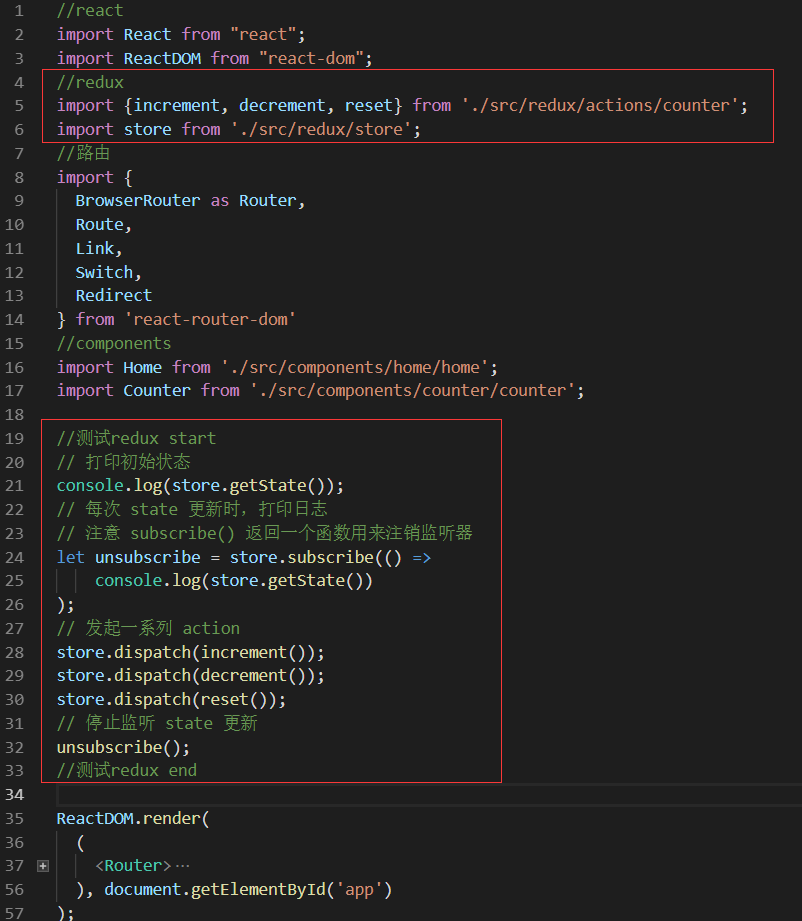 1 //react
2 import React from "react";
3 import ReactDOM from "react-dom";
4 //redux
5 import {increment, decrement, reset} from './src/redux/actions/counter';
6 import store from './src/redux/store';
7 //路由
8 import {
9   BrowserRouter as Router,
10   Route,
11   Link,
12   Switch,
13   Redirect
14 } from 'react-router-dom'
15 //components
16 import Home from './src/components/home/home';
17 import Counter from './src/components/counter/counter';
18
19 //测试redux start
20 // 打印初始状态
21 console.log(store.getState());
22 // 每次 state 更新时，打印日志
23 // 注意 subscribe() 返回一个函数用来注销监听器
24 let unsubscribe = store.subscribe(() =>
25     console.log(store.getState())
26 );
27 // 发起一系列 action
28 store.dispatch(increment());
29 store.dispatch(decrement());
30 store.dispatch(reset());
31 // 停止监听 state 更新
32 unsubscribe();
33 //测试redux end
34
35 ReactDOM.render(
36   (
37     <Router>…
56   ), document.getElementById('app')
57 );